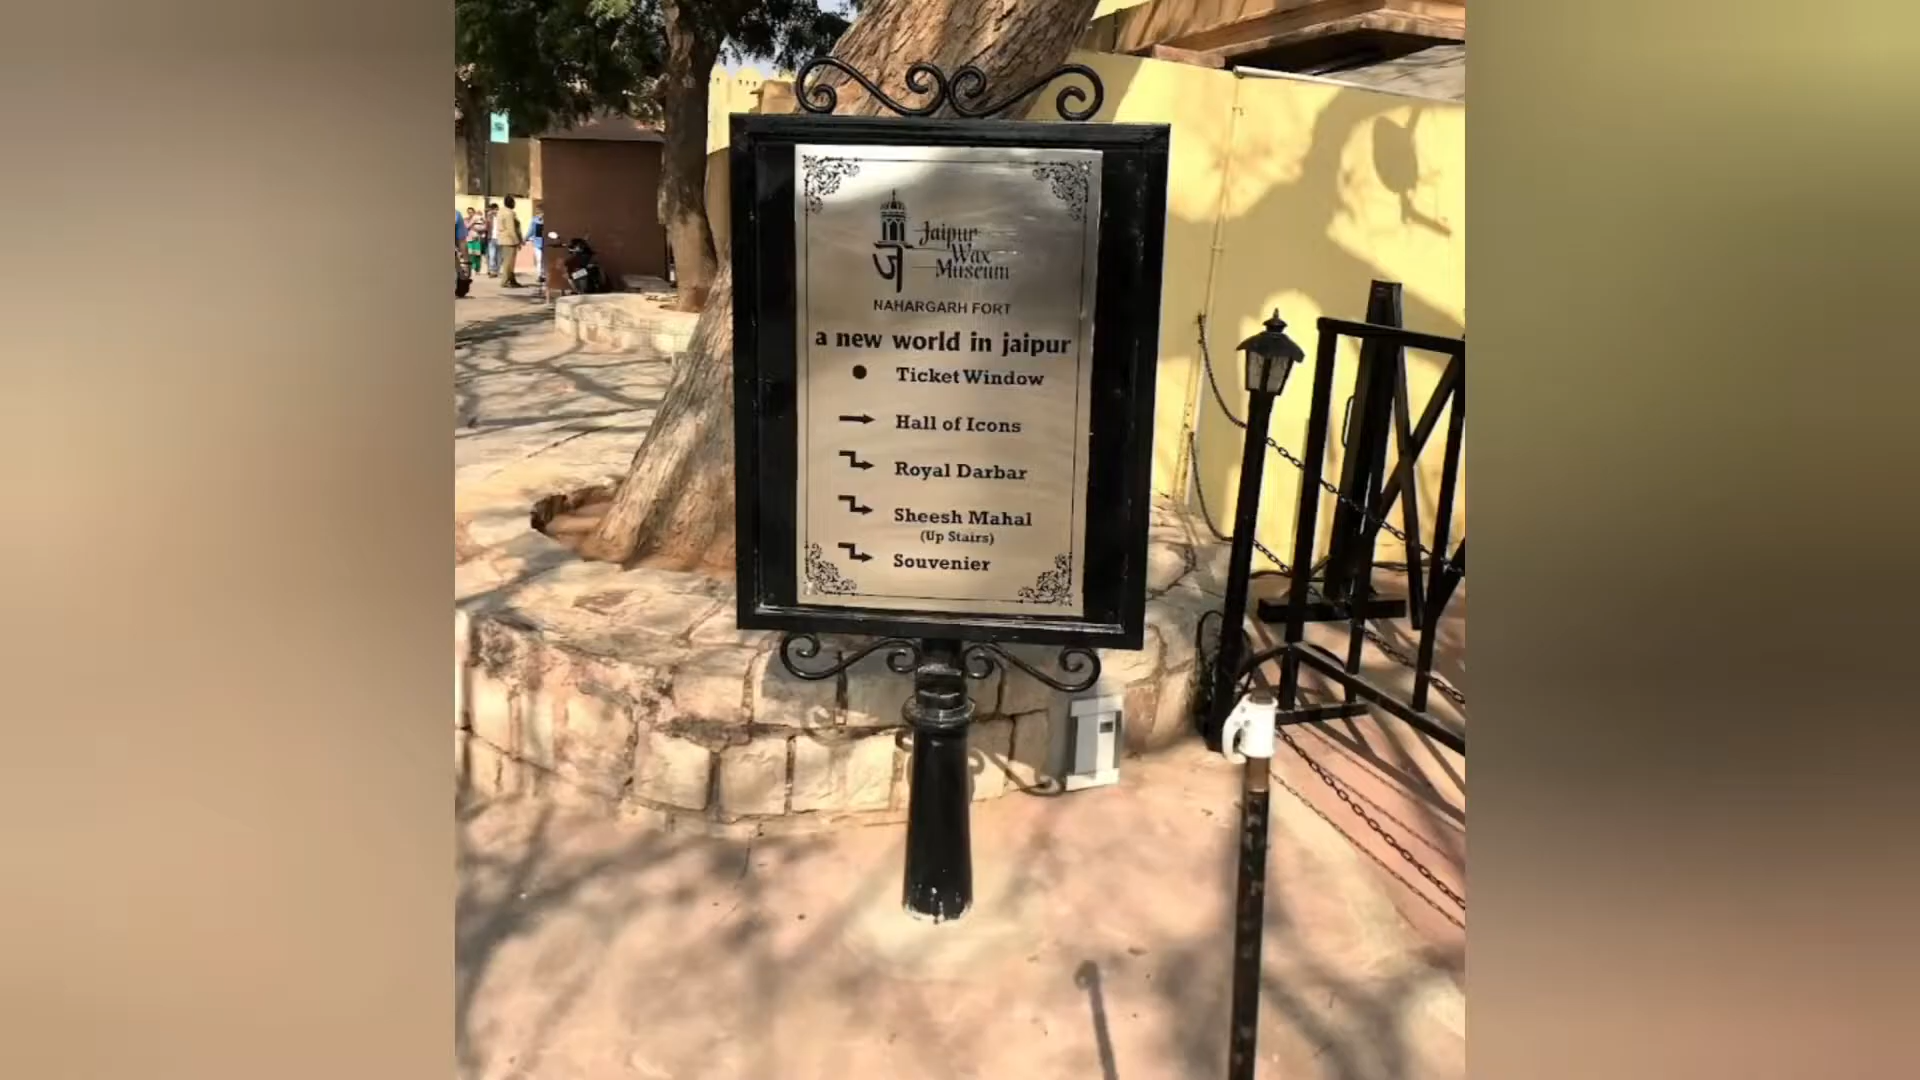 Jaipur
Wax
Museum
NAHARGARH FORT
a new world in jaipur
Ticket Window
Hall of Icons
Royal Darbar
Sheesh Mahal
(Up Stairs)
Souvenier